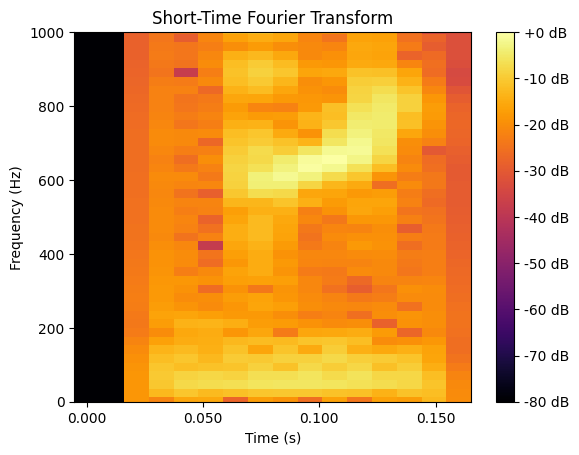 Short-Time Fourier Transform
1000
800
600
400
200
0
Frequency (Hz)
0.000
0.050
0.100
0.150
Time (s)
+0 dB
-10 dB
-20 dB
-30 dB
-40 dB
-50 dB
-60 dB
-70 dB
-80 dB